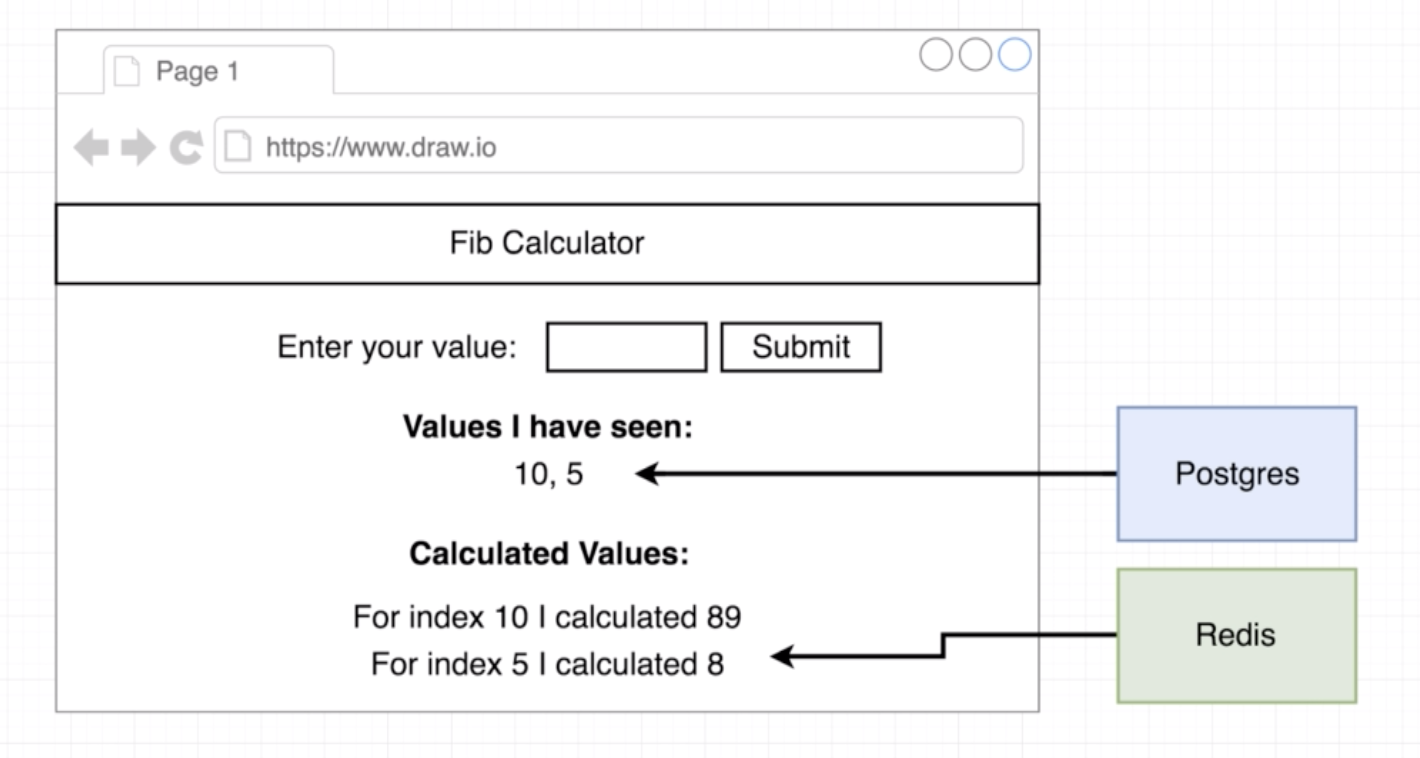 Page 1
https://www.draw.io
Fib Calculator
Enter your value:
Submit
Values I have seen:
10, 5
Postgres
Calculated Values:
For index 10 I calculated 89
For index 5 I calculated 8
Redis